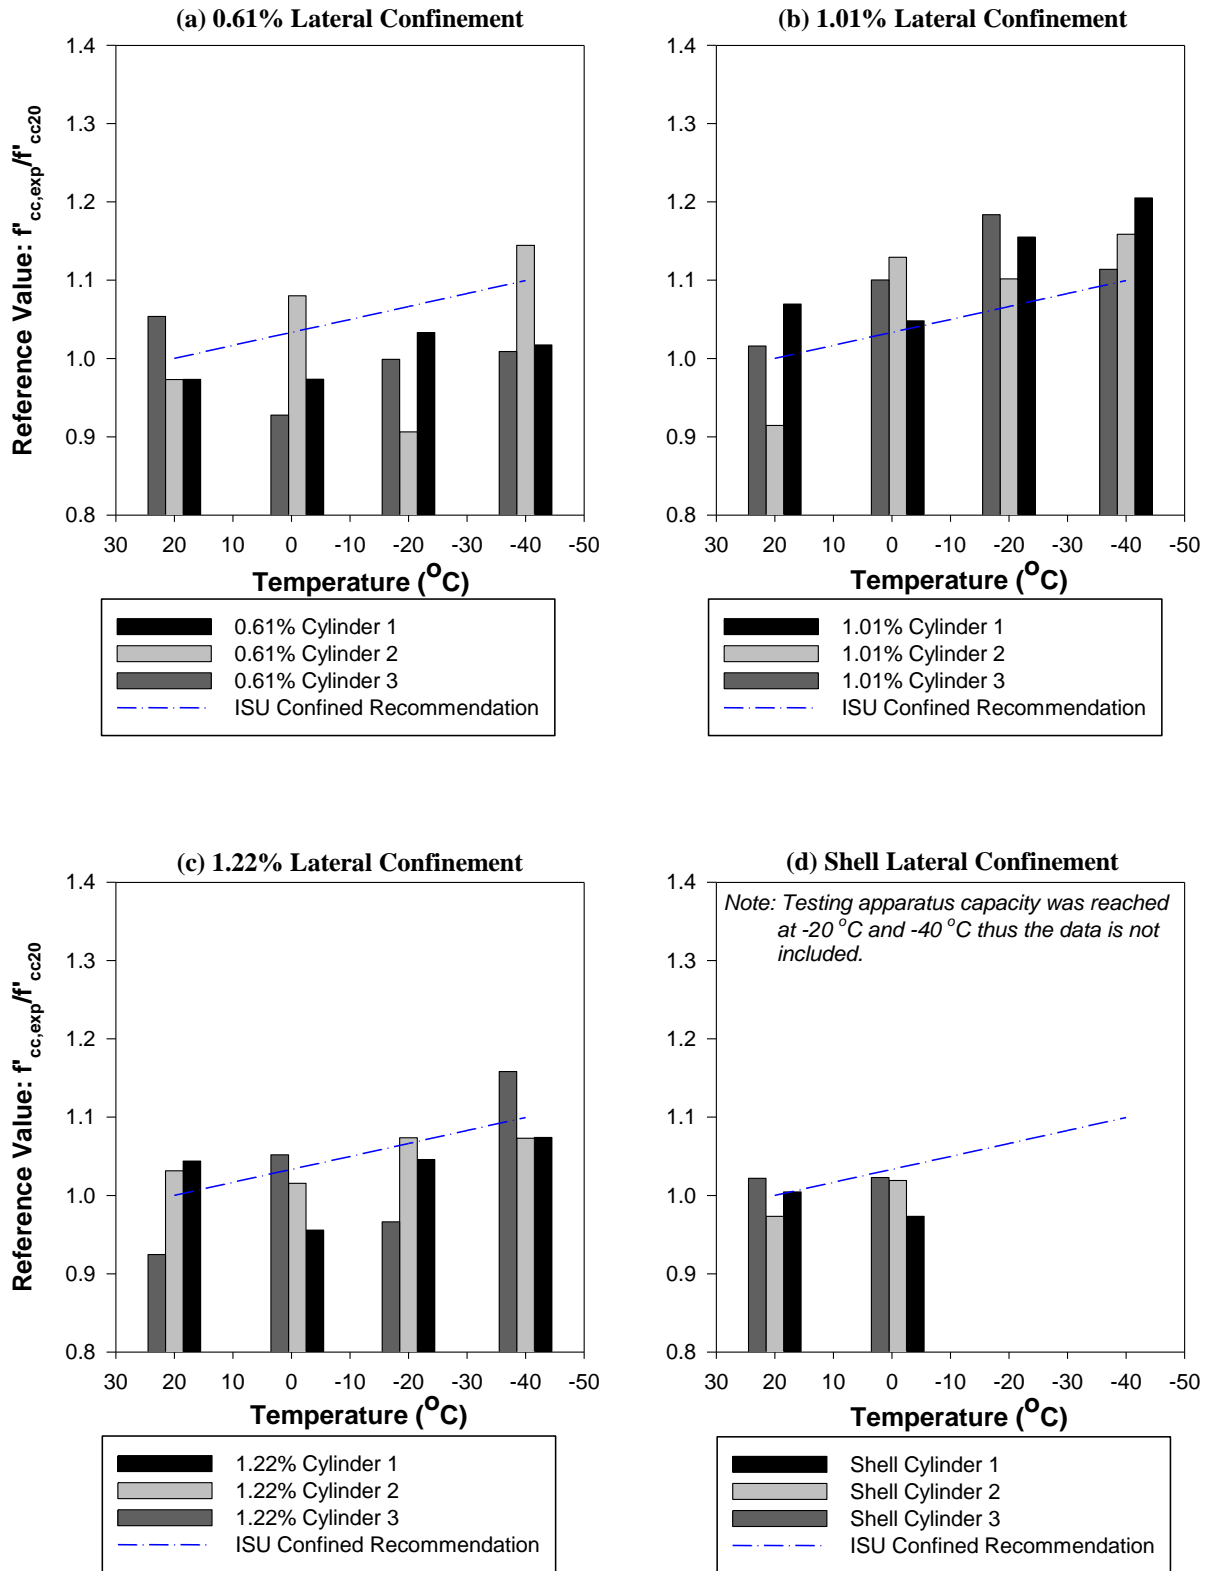 (a) 0.61% Lateral Confinement
Reference Value: f'cc,exp/f'cc20
1.4
1.3
1.2
1.1
1.0
0.9
0.8
30 20 10 0 -10 -20 -30 -40 -50
Temperature (oC)
0.61% Cylinder 1
0.61% Cylinder 2
0.61% Cylinder 3
ISU Confined Recommendation
(b) 1.01% Lateral Confinement
1.4
1.3
1.2
1.1
1.0
0.9
0.8
30 20 10 0 -10 -20 -30 -40 -50
Temperature (oC)
1.01% Cylinder 1
1.01% Cylinder 2
1.01% Cylinder 3
ISU Confined Recommendation
(c) 1.22% Lateral Confinement
Reference Value: f'cc,exp/f'cc20
1.4
1.3
1.2
1.1
1.0
0.9
0.8
30 20 10 0 -10 -20 -30 -40 -50
Temperature (oC)
1.22% Cylinder 1
1.22% Cylinder 2
1.22% Cylinder 3
ISU Confined Recommendation
(d) Shell Lateral Confinement
Note: Testing apparatus capacity was reached
at -20 oC and -40 oC thus the data is not
included.
1.4
1.3
1.2
1.1
1.0
0.9
0.8
30 20 10 0 -10 -20 -30 -40 -50
Temperature (oC)
Shell Cylinder 1
Shell Cylinder 2
Shell Cylinder 3
ISU Confined Recommendation